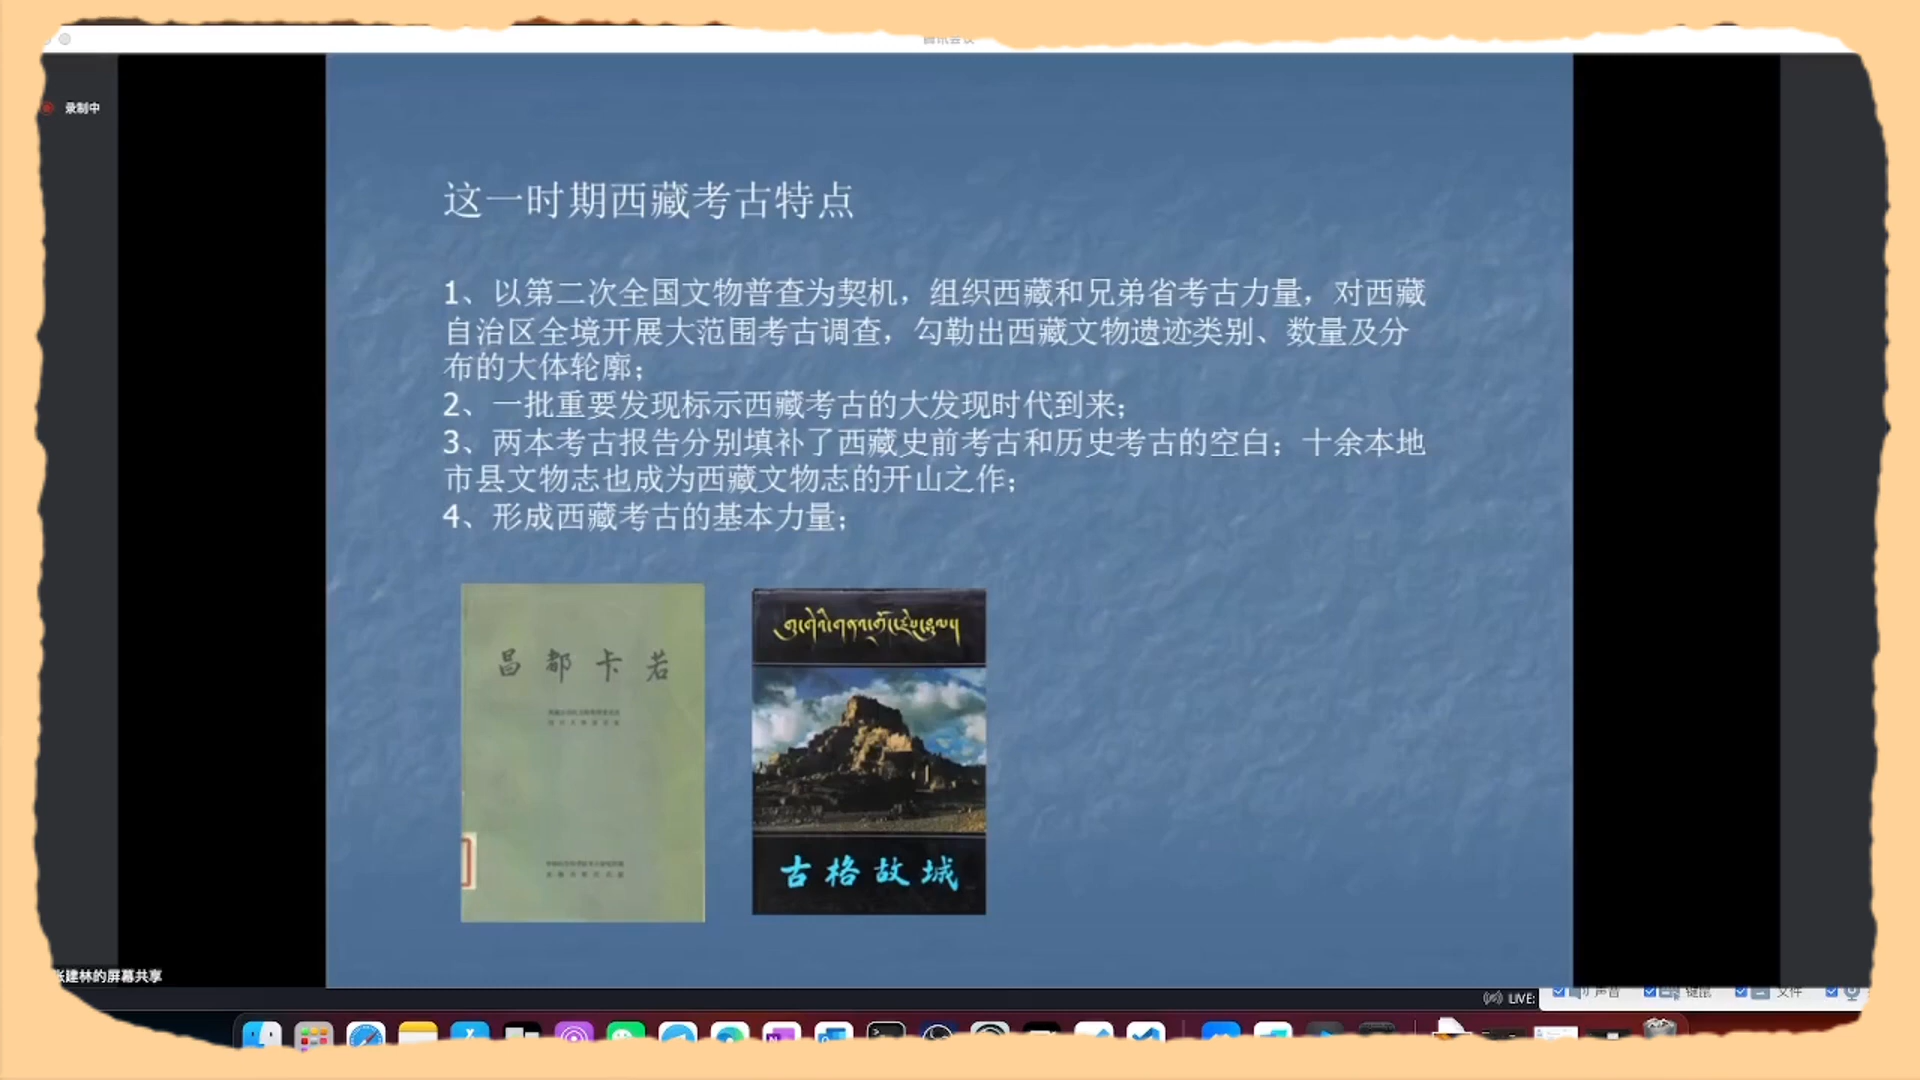 录制中
这一时期西藏考古特点
1、以第二次全国文物普查为契机，组织西藏和兄弟省考古力量，对西藏
自治区全境开展大范围考古调查，勾勒出西藏文物遗迹类别、数量及分
布的大体轮廓；
2、一批重要发现标示西藏考古的大发现时代到来；
3、两本考古报告分别填补了西藏史前考古和历史考古的空白；十余本地
市县文物志也成为西藏文物志的开山之作；
4、形成西藏考古的基本力量；
昌都卡若
古格故城
张建林的屏幕共享
LIVE:
声音
键鼠
文件